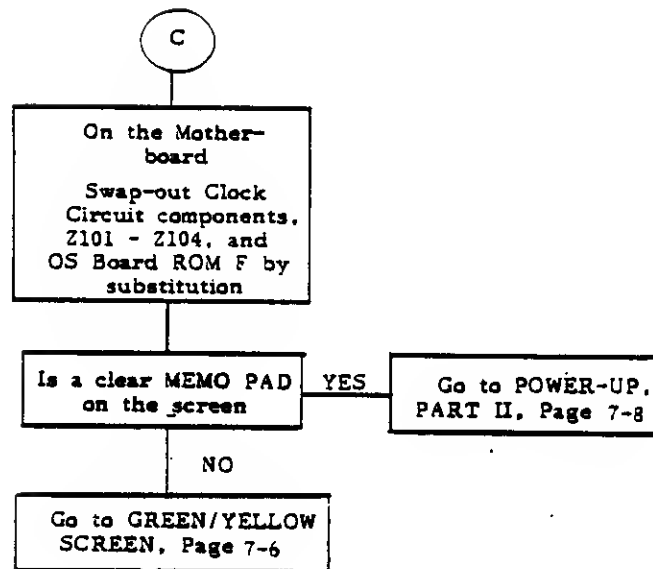 C
On the Mother-
board
Swap-out Clock
Circuit components,
Z101 - Z104, and
OS Board ROM F by
substitution
Is a clear MEMO PAD
on the screen
YES
Go to POWER-UP,
PART II, Page 7-8
NO
Go to GREEN/YELLOW
SCREEN, Page 7-6